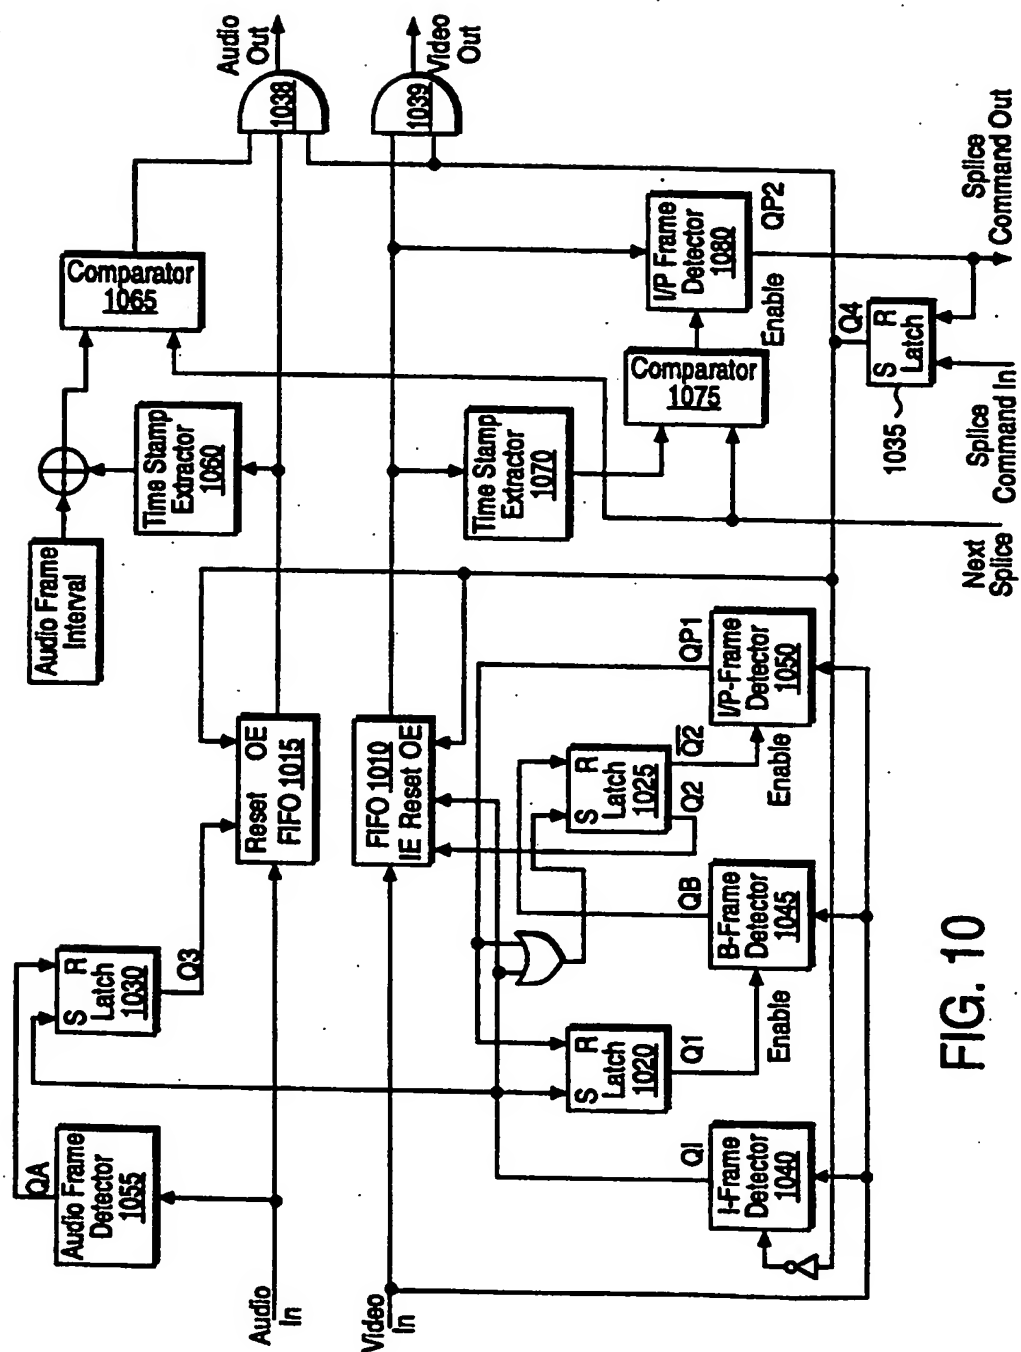 Audio
Out
Video
Out
1038
1039
Comparator
1065
Time Stamp
Extractor
1060
Audio Frame
Interval
I/P Frame
Detector
1080
QP2
Enable
Comparator
1075
Time Stamp
Extractor
1070
Q4
S R
Latch
1035
Splice
Command Out
Splice
Command In
Next
Splice
Reset OE
FIFO 1015
FIFO 1010
IE Reset OE
S R
Latch
1030
Q3
QA
Audio Frame
Detector
1055
Audio
In
Video
In
S R
Latch
1025
Q2
Q2
QP1
I/P-Frame
Detector
1050
Enable
QB
B-Frame
Detector
1045
Enable
S R
Latch
1020
Q1
QI
I-Frame
Detector
1040
FIG. 10